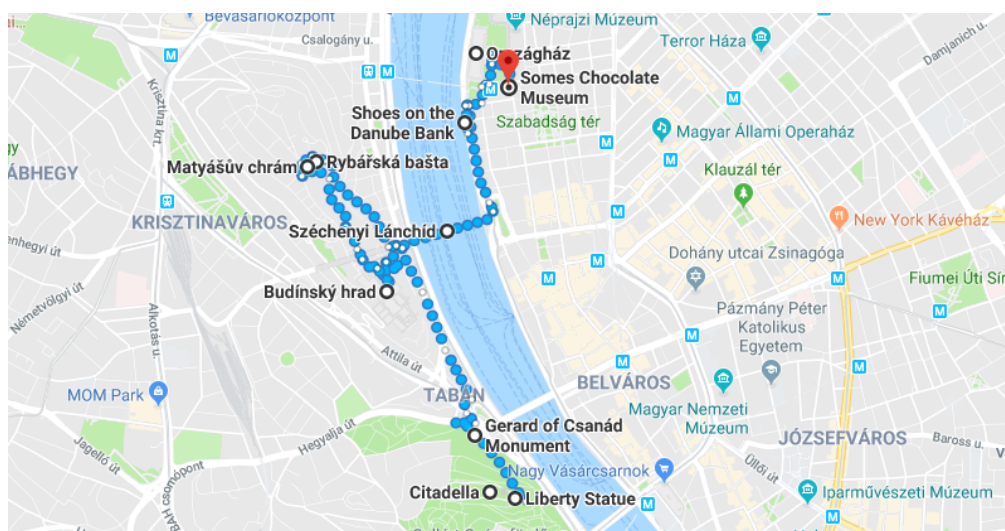 Bevásárlóközpont
Csalogány u.
Krisztina krt.
Néprajzi Múzeum
Terror Háza
Damjanich u.
Országház
Somes Chocolate
Museum
Shoes on the
Danube Bank
Szabadság tér
Magyar Állami Operaház
Matyášův chrám
Rybářská bašta
ÁBHEGY
KRISZTINAVÁROS
Klauzál tér
New York Kávéház
Széchenyi Lánchíd
enhegyi út
Dohány utcai Zsinagóga
Fiumei Úti Sír
Budínský hrad
Németvölgyi út
Alkotás u.
Pázmány Péter
Katolikus
Egyetem
Attila út
MOM Park
TABÁN
BELVÁROS
Magyar Nemzeti
Múzeum
Gerard of Csanád
Monument
Hegyalja út
Jagelló út
JÓZSEFVÁROS
Baross u.
Üllői út
Nagy Vásárcsarnok
BAH csomópont
Citadella
Liberty Statue
Iparművészeti Múzeum